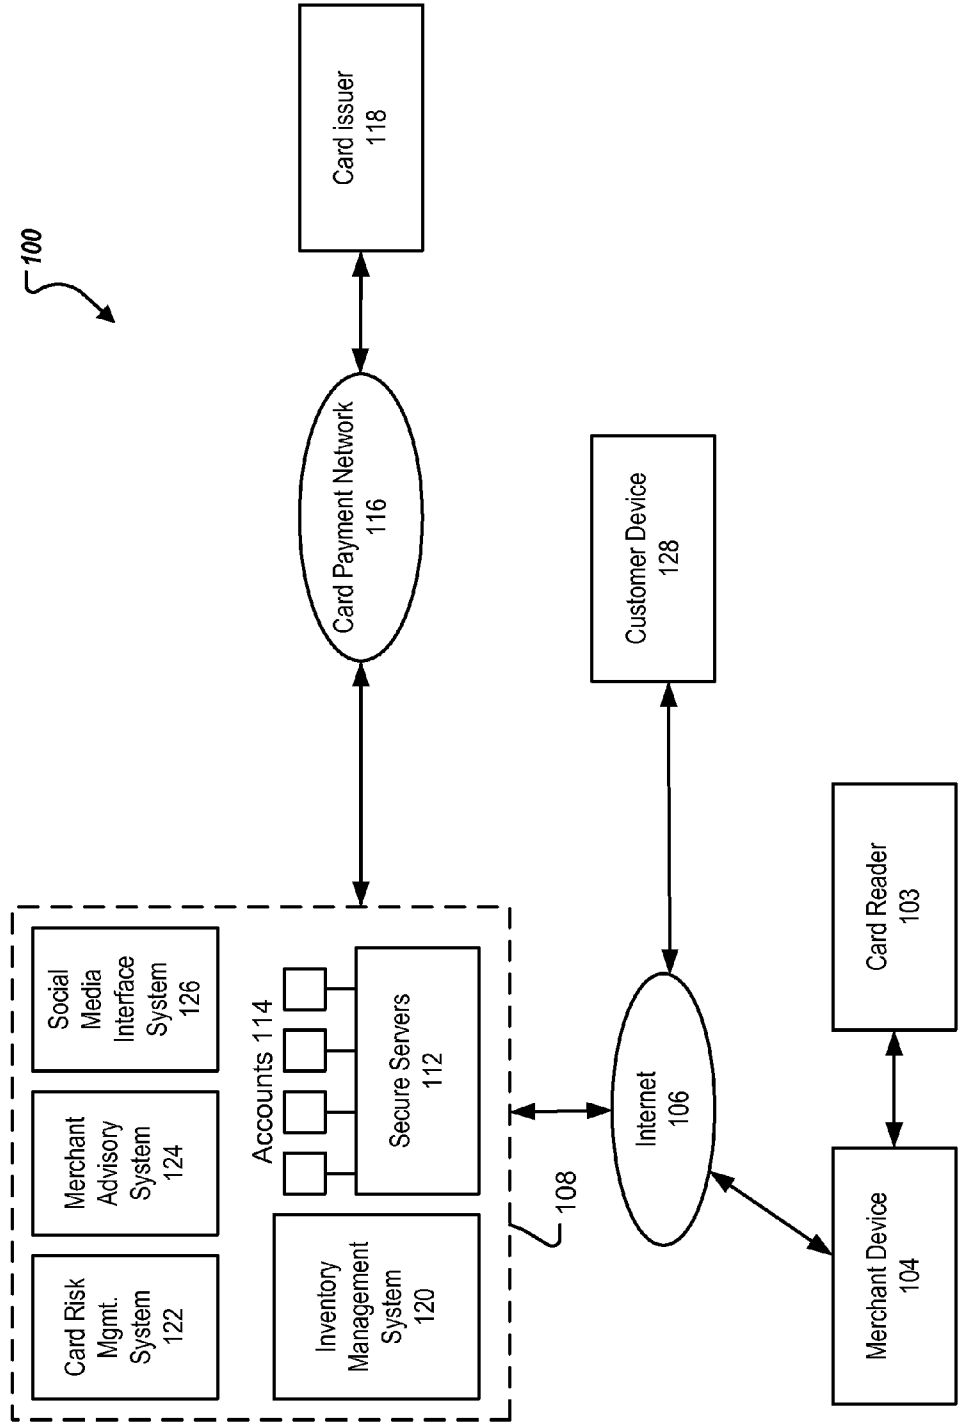 100
Card Risk
Mgmt.
System
122
Merchant
Advisory
System
124
Social
Media
Interface
System
126
Accounts 114
Inventory
Management
System
120
Secure Servers
112
108
Card Payment Network
116
Card issuer
118
Internet
106
Customer Device
128
Merchant Device
104
Card Reader
103